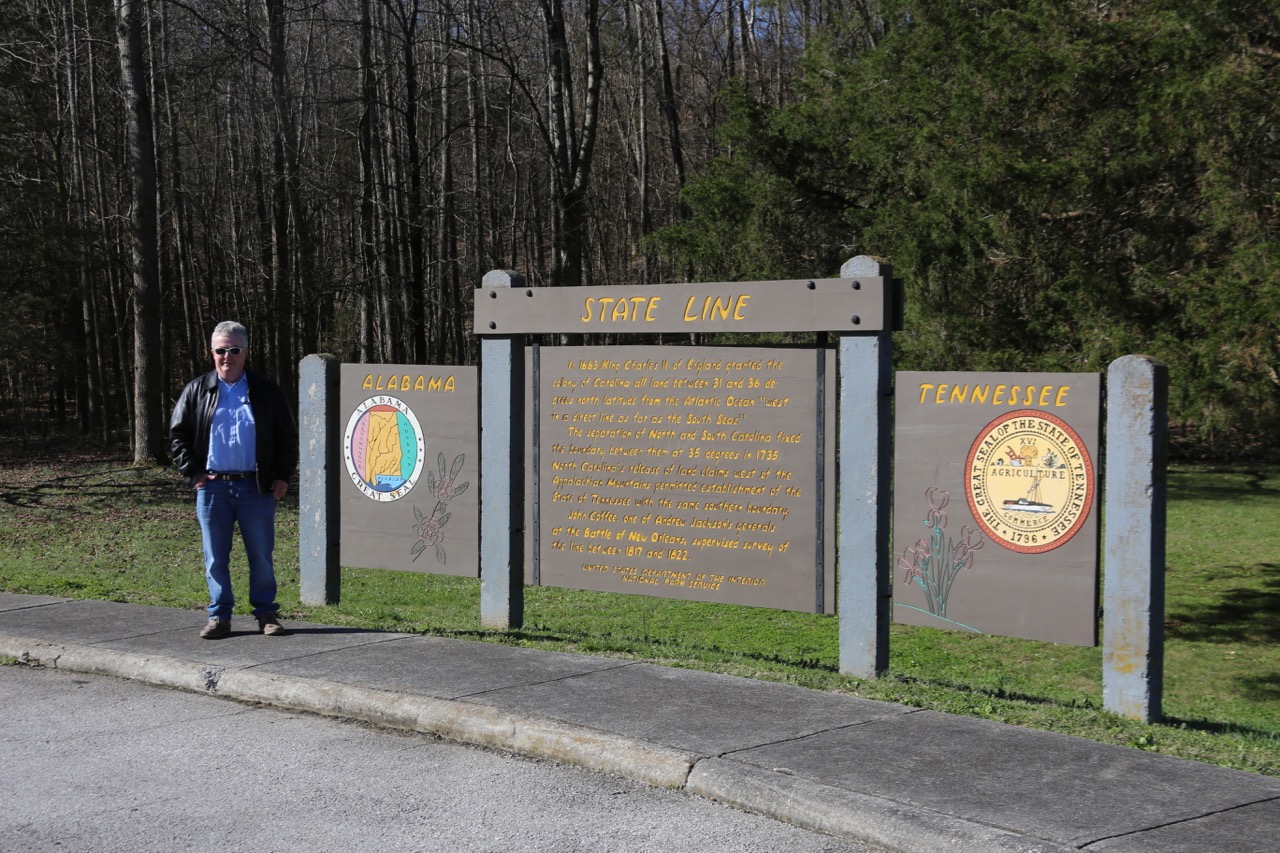 STATE LINE
ALABAMA
ALABAMA
GREAT SEAL
In 1663 King Charles II of England granted the
colony of Carolina all land between 31 and 36 de
grees north latitude from the Atlantic Ocean "west
in a direct line as far as the South Seas."
The separation of North and South Carolina fixed
the boundary between them at 35 degrees in 1735.
North Carolina's release of land claims west of the
Appalachian Mountains permitted establishment of the
State of Tennessee with the same southern boundary.
John Coffee, one of Andrew Jackson's generals
at the Battle of New Orleans, supervised survey of
the line between 1817 and 1822.
UNITED STATES DEPARTMENT OF THE INTERIOR
NATIONAL PARK SERVICE
TENNESSEE
THE GREAT SEAL OF THE STATE OF TENNESSEE
XVI
AGRICULTURE
COMMERCE
1796